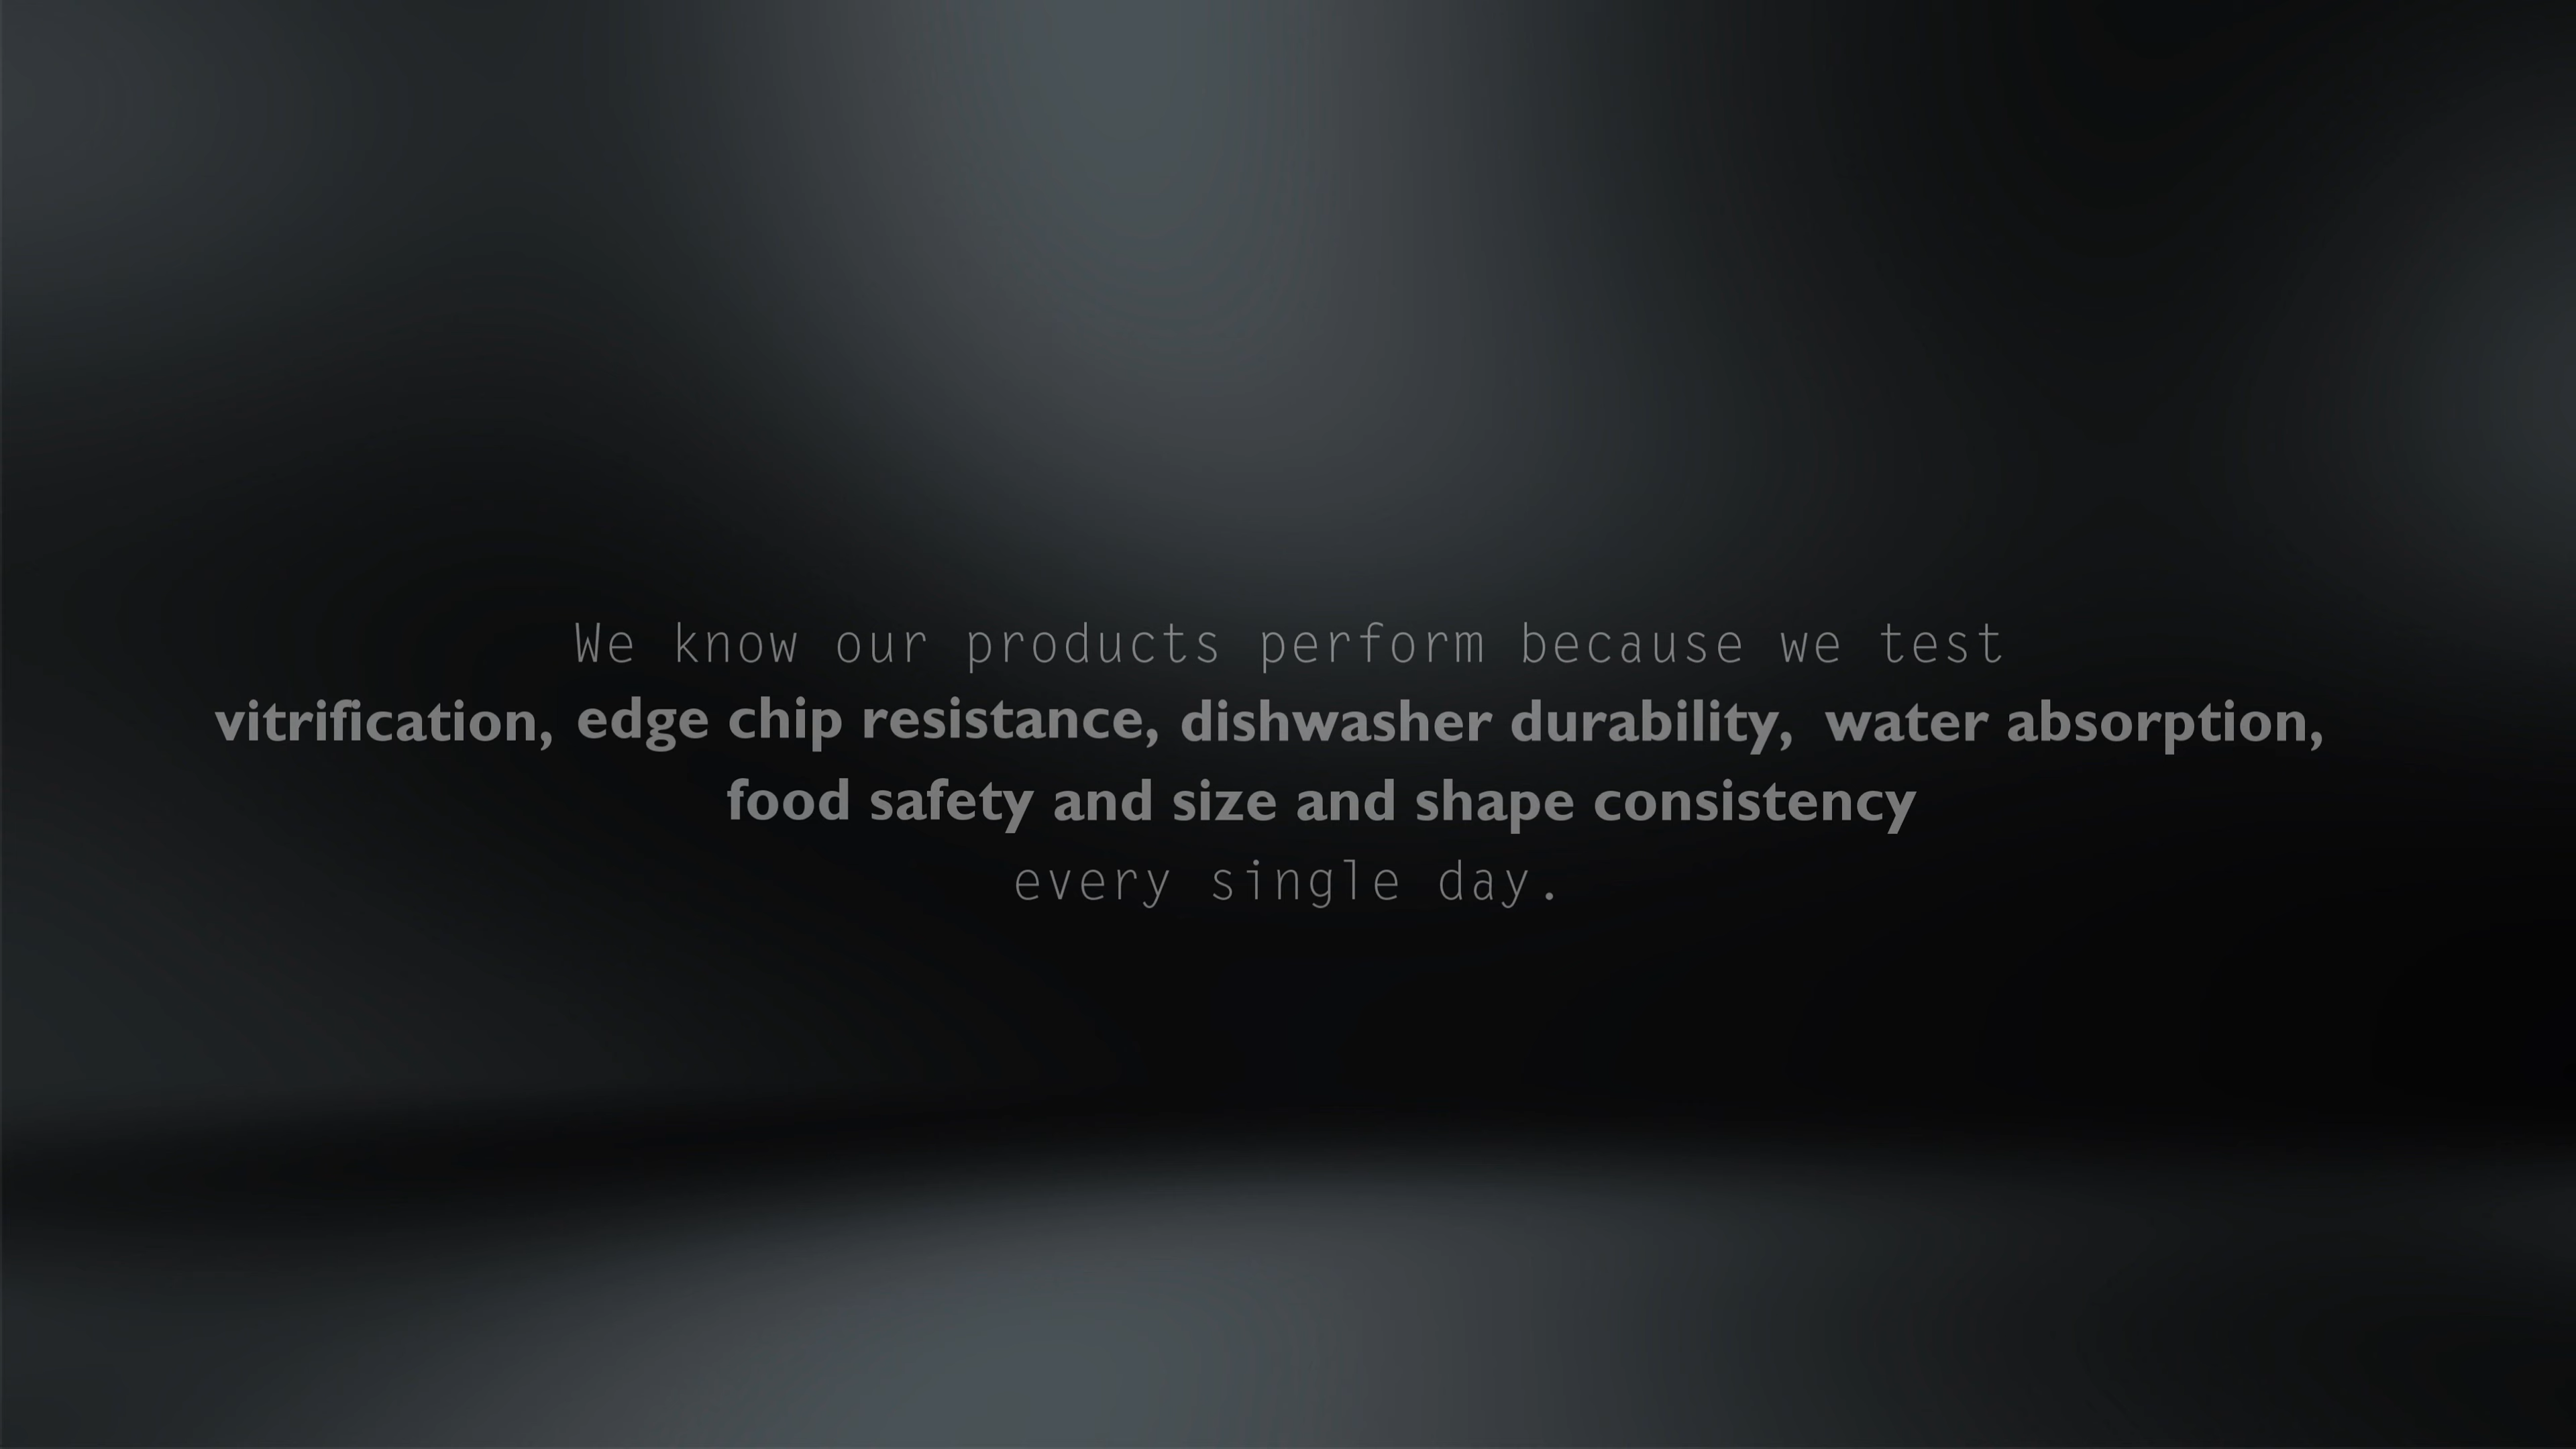 We know our products perform because we test
vitrification, edge chip resistance, dishwasher durability, water absorption,
food safety and size and shape consistency
every single day.